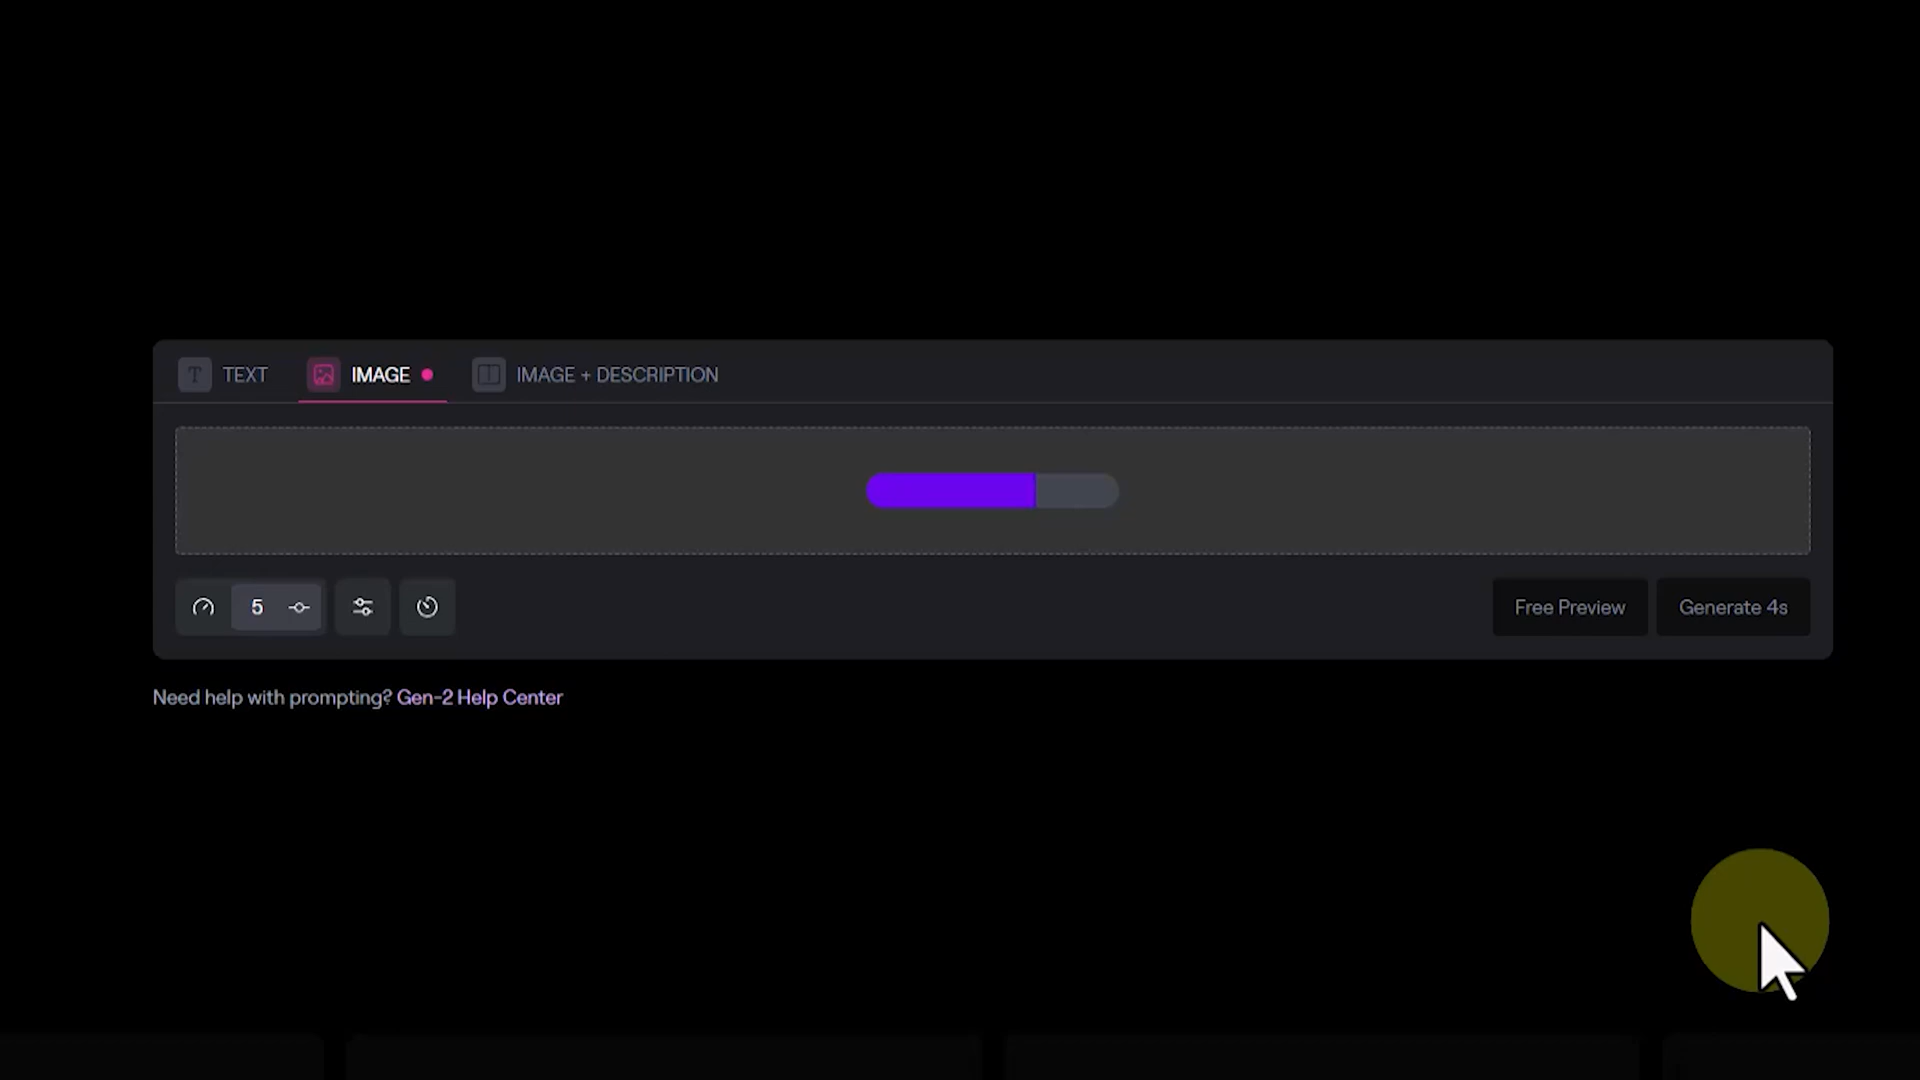 TEXT IMAGE IMAGE + DESCRIPTION
5 Free Preview Generate 4s
Need help with prompting? Gen-2 Help Center